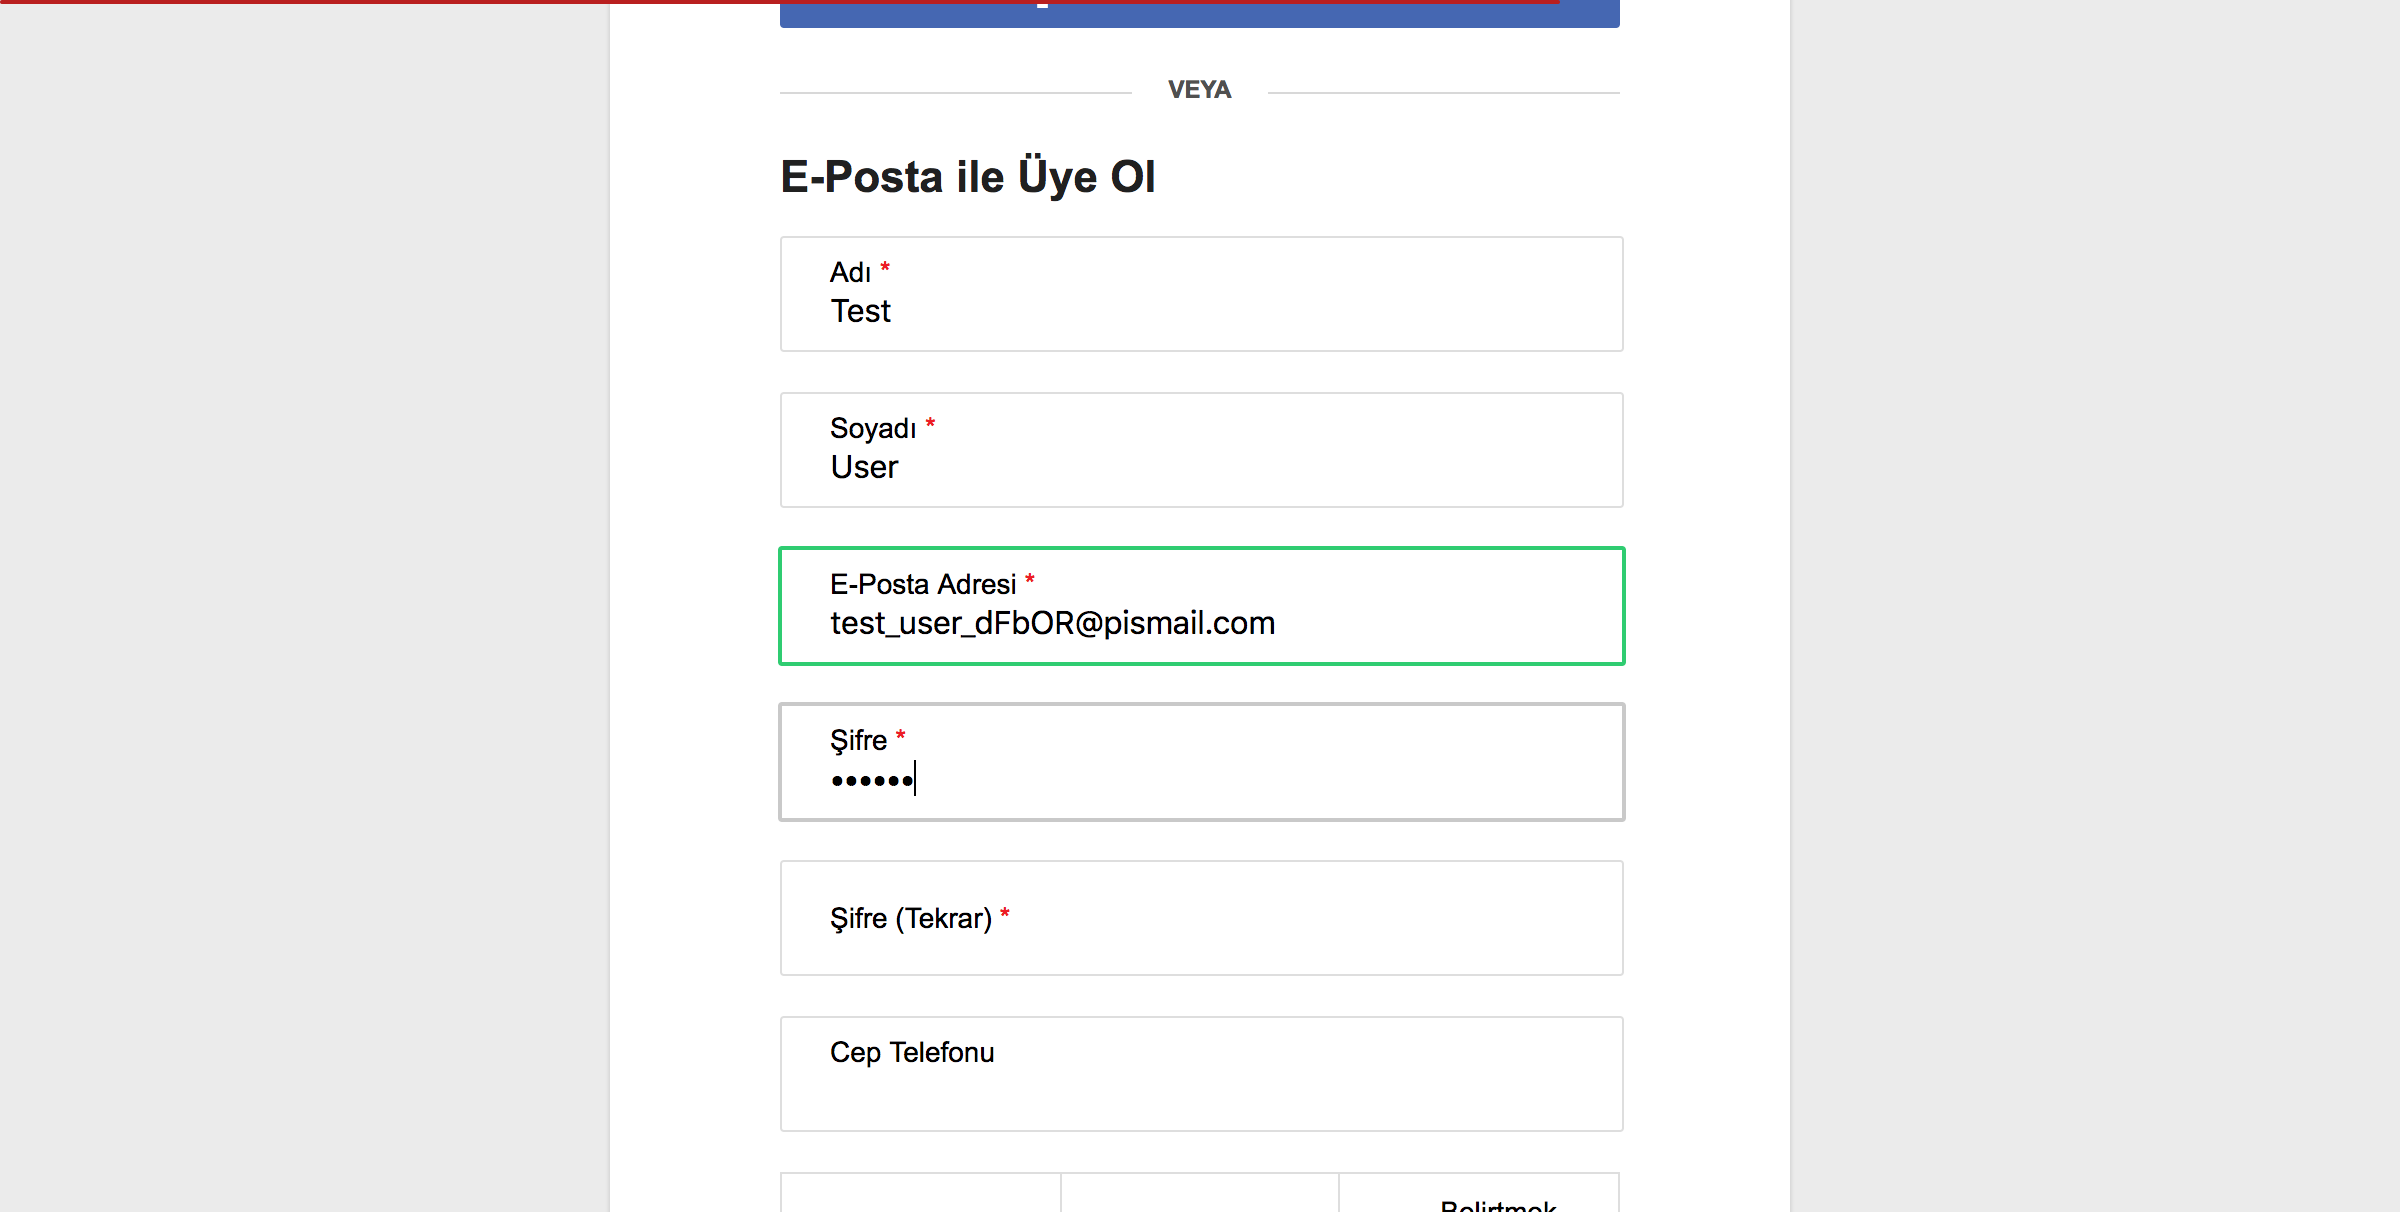 VEYA
E-Posta ile Üye Ol
Adı *
Test
Soyadı *
User
E-Posta Adresi *
test_user_dFbOR@pismail.com
Şifre *
••••••
Şifre (Tekrar) *
Cep Telefonu